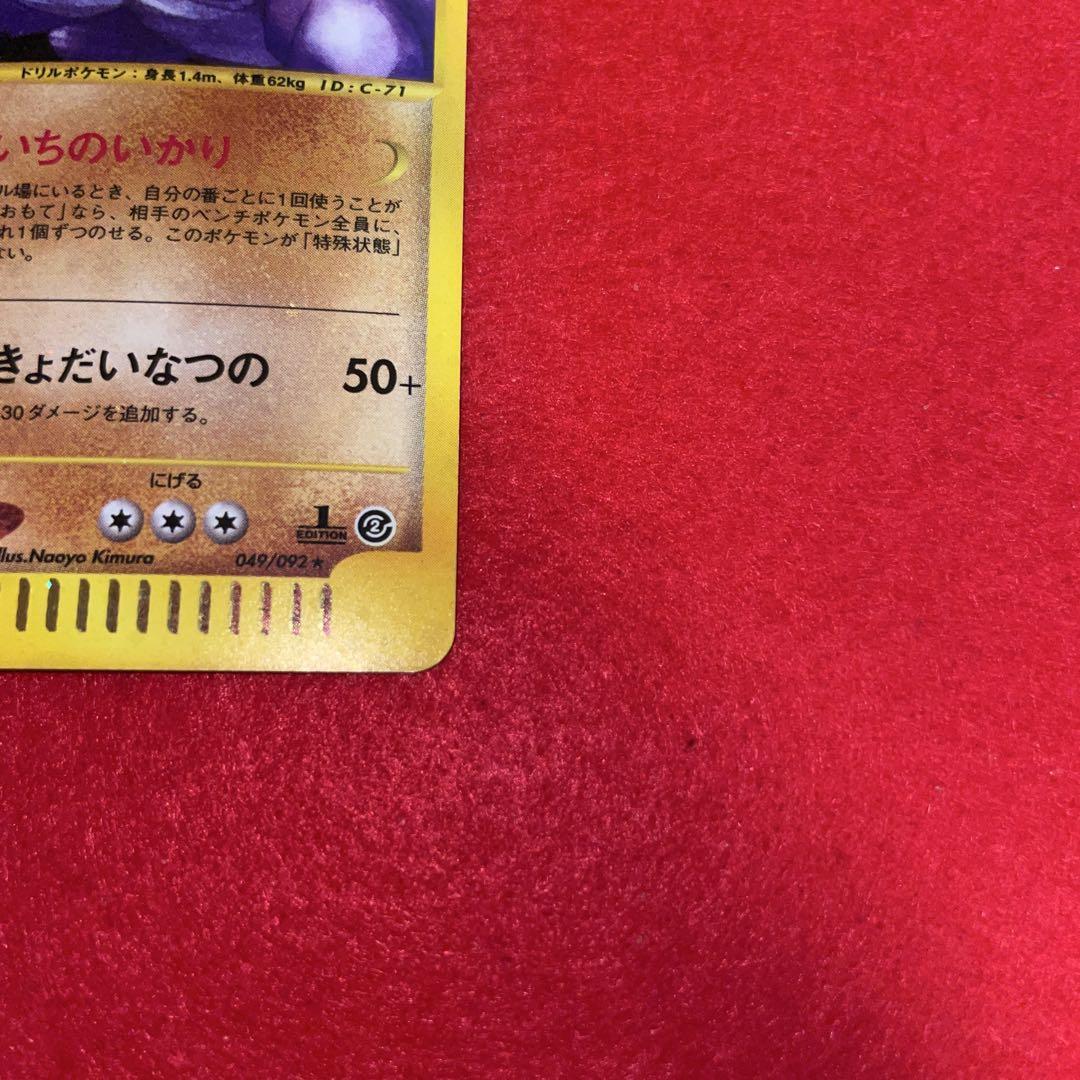 ドリルポケモン：身長1.4m、体重62kg ID：C-71
いちのいかり
ル場にいるとき、自分の番ごとに1回使うことが
おもて」なら、相手のベンチポケモン全員に、
れ1個ずつのせる。このポケモンが「特殊状態」
ない。
きょだいなつの 50+
30ダメージを追加する。
にげる
1
EDITION
2
llus.Naoyo Kimura 049/092★